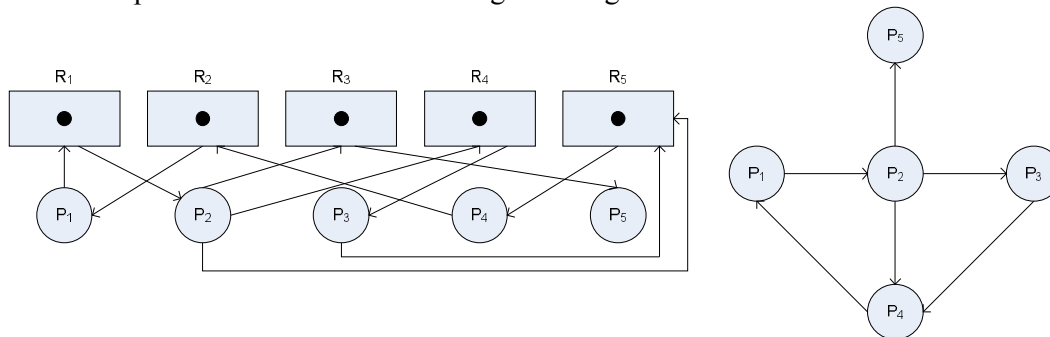 R₁ R₂ R₃ R₄ R₅
P₁ P₂ P₃ P₄ P₅
P₅
P₁ P₂ P₃
P₄